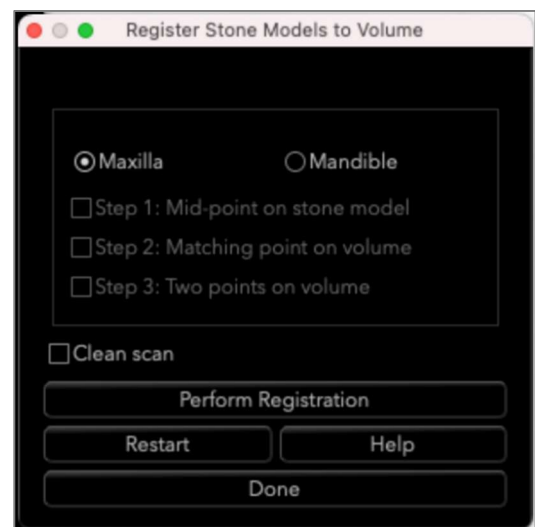 Register Stone Models to Volume
Maxilla Mandible
Step 1: Mid-point on stone model
Step 2: Matching point on volume
Step 3: Two points on volume
Clean scan
Perform Registration
Restart Help
Done